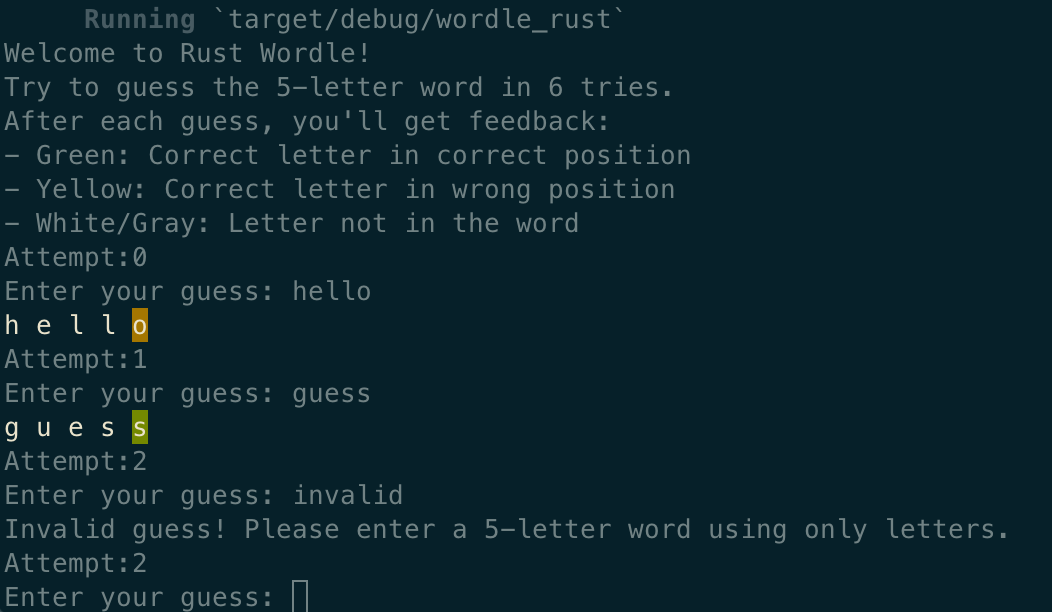 Running `target/debug/wordle_rust`
Welcome to Rust Wordle!
Try to guess the 5-letter word in 6 tries.
After each guess, you'll get feedback:
- Green: Correct letter in correct position
- Yellow: Correct letter in wrong position
- White/Gray: Letter not in the word
Attempt:0
Enter your guess: hello
h e l l o
Attempt:1
Enter your guess: guess
g u e s s
Attempt:2
Enter your guess: invalid
Invalid guess! Please enter a 5-letter word using only letters.
Attempt:2
Enter your guess: